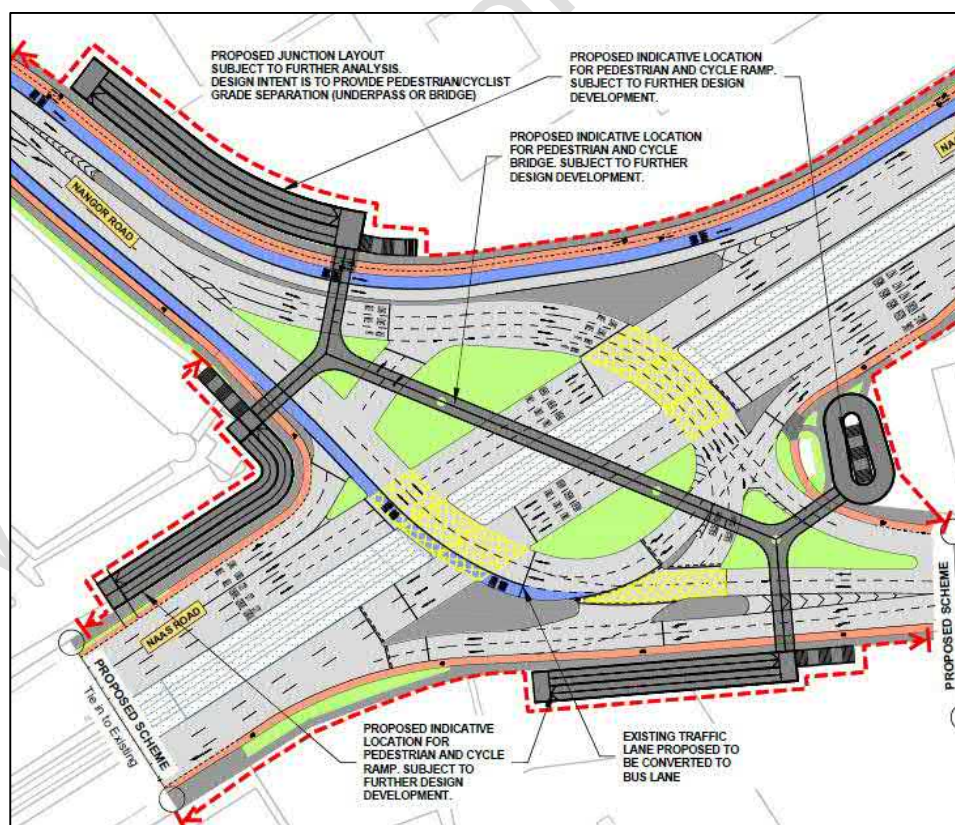 PROPOSED JUNCTION LAYOUT
SUBJECT TO FURTHER ANALYSIS.
DESIGN INTENT IS TO PROVIDE PEDESTRIAN/CYCLIST
GRADE SEPARATION (UNDERPASS OR BRIDGE)
PROPOSED INDICATIVE LOCATION
FOR PEDESTRIAN AND CYCLE RAMP.
SUBJECT TO FURTHER DESIGN
DEVELOPMENT.
PROPOSED INDICATIVE LOCATION
FOR PEDESTRIAN AND CYCLE
BRIDGE. SUBJECT TO FURTHER
DESIGN DEVELOPMENT.
NANGOR ROAD
NAAS ROAD
PROPOSED SCHEME
Tie in to Existing
PROPOSED SCHEME
PROPOSED INDICATIVE
LOCATION FOR
PEDESTRIAN AND CYCLE
RAMP. SUBJECT TO
FURTHER DESIGN
DEVELOPMENT.
EXISTING TRAFFIC
LANE PROPOSED TO
BE CONVERTED TO
BUS LANE